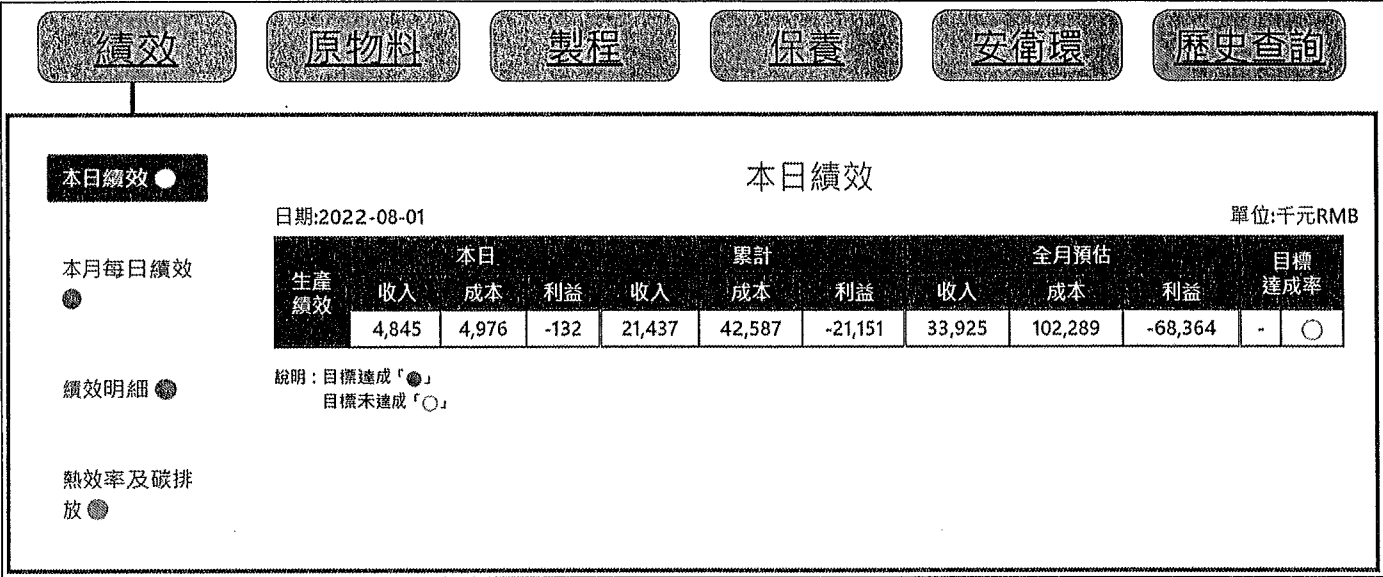 績效 原物料 製程 保養 安衛環 歷史查詢
本日績效
本日績效
日期:2022-08-01 單位:千元RMB
本月每日績效
生產績效 本日 累計 全月預估 目標達成率
收入 成本 利益 收入 成本 利益 收入 成本 利益
4,845 4,976 -132 21,437 42,587 -21,151 33,925 102,289 -68,364 - ○
說明：目標達成「●」
目標未達成「○」
績效明細
熱效率及碳排
放